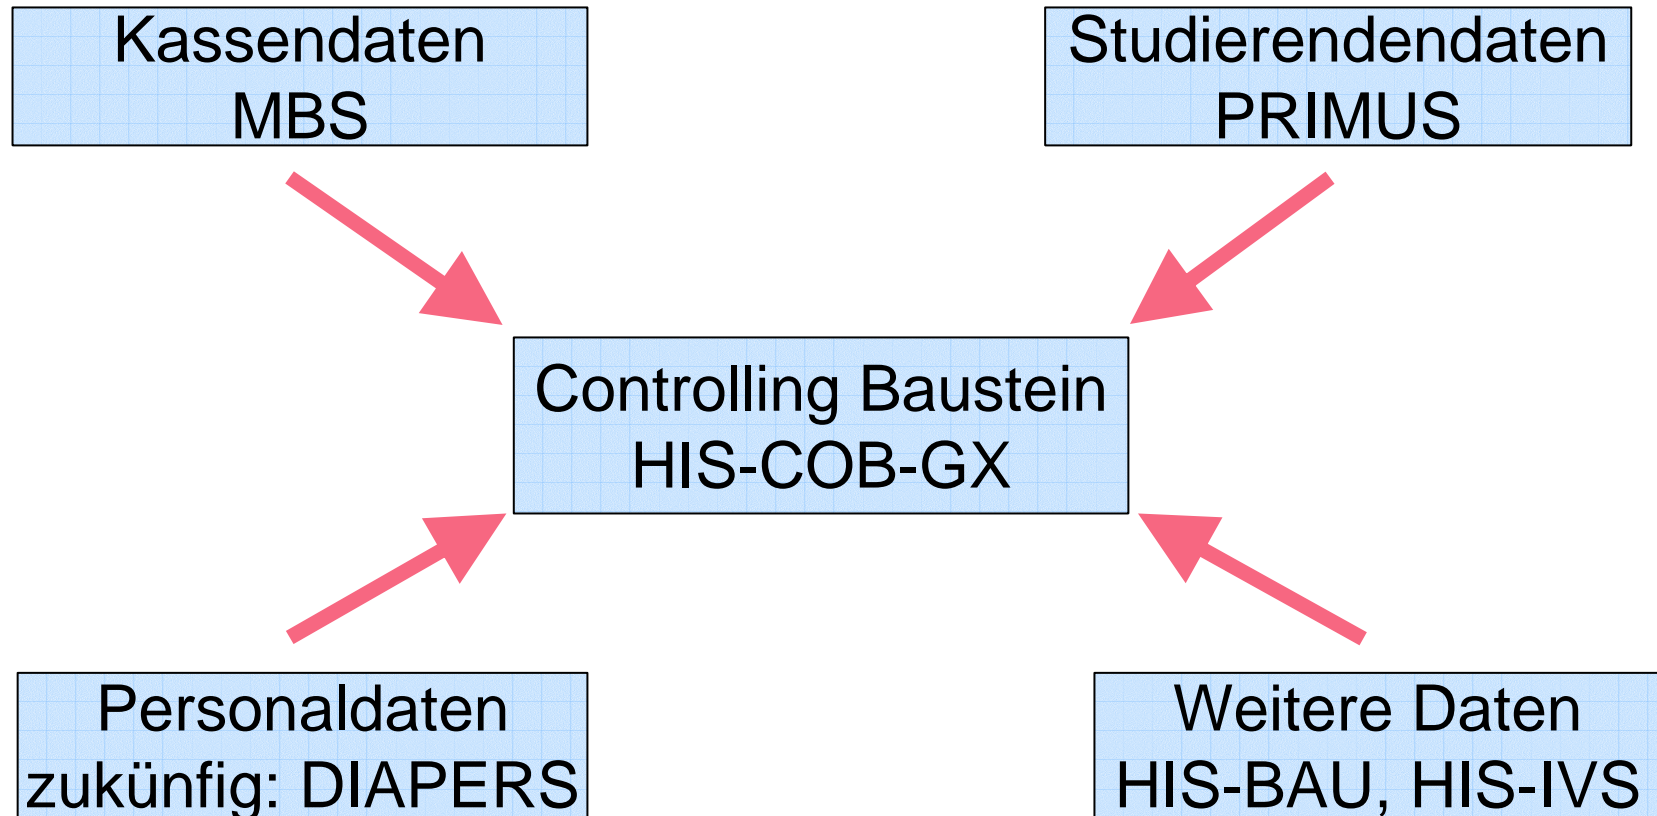 Kassendaten
MBS
Studierendendaten
PRIMUS
Controlling Baustein
HIS-COB-GX
Personaldaten
zukünfig: DIAPERS
Weitere Daten
HIS-BAU, HIS-IVS